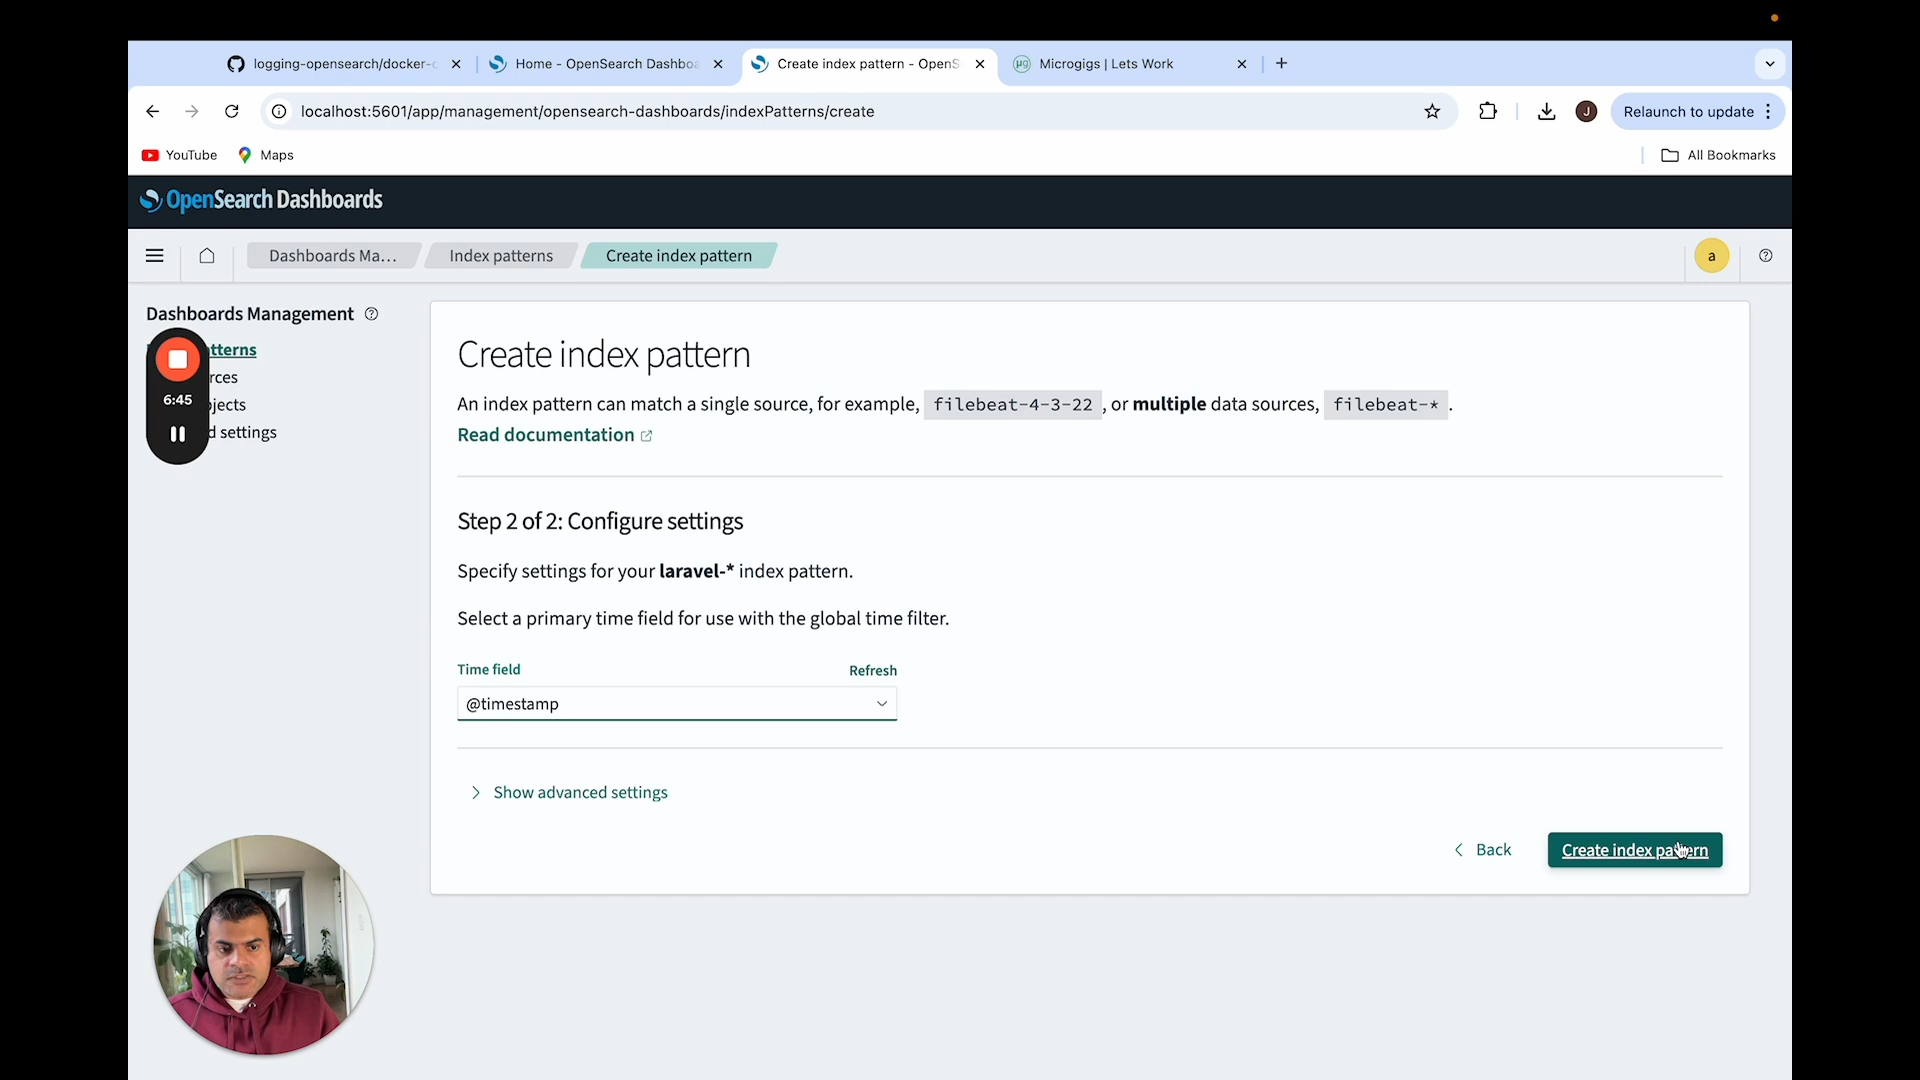 logging-opensearch/docker-c
Home - OpenSearch Dashboa
Create index pattern - OpenS
Microgigs | Lets Work
localhost:5601/app/management/opensearch-dashboards/indexPatterns/create
J
Relaunch to update
YouTube
Maps
All Bookmarks
OpenSearch Dashboards
Dashboards Ma...
Index patterns
Create index pattern
a
Dashboards Management
tterns
rces
6:45
jects
d settings
Create index pattern
An index pattern can match a single source, for example, filebeat-4-3-22 , or multiple data sources, filebeat-* .
Read documentation
Step 2 of 2: Configure settings
Specify settings for your laravel-* index pattern.
Select a primary time field for use with the global time filter.
Time field
Refresh
@timestamp
Show advanced settings
Back
Create index pattern